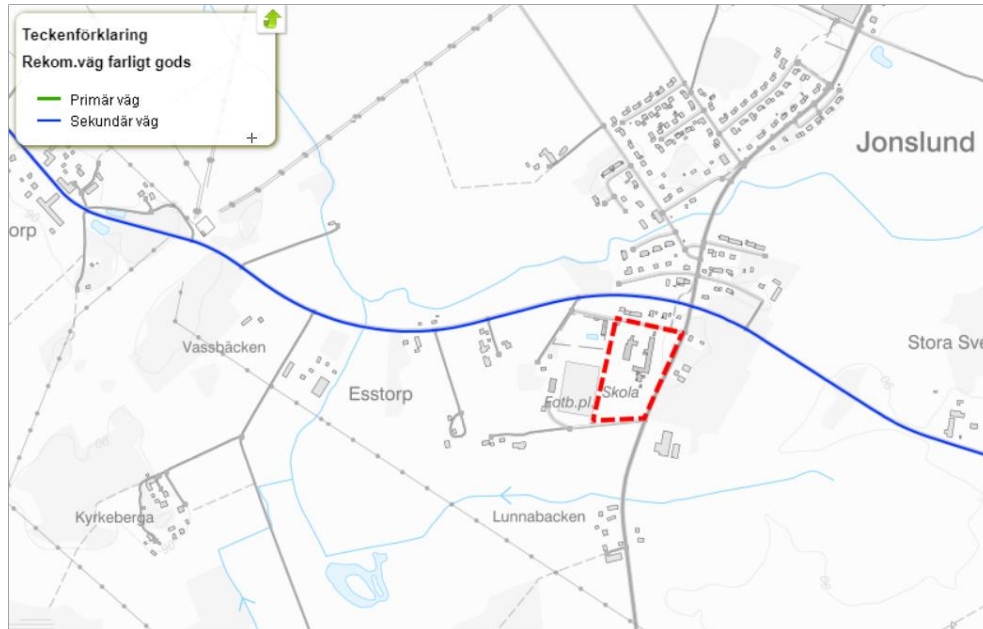 Teckenförklaring
Rekom.väg farligt gods
Primär väg
Sekundär väg
Jonslund
orp
Vassbäcken
Stora Sve
Esstorp
Skola
Fotb.pl.
Kyrkeberga
Lunnabacken